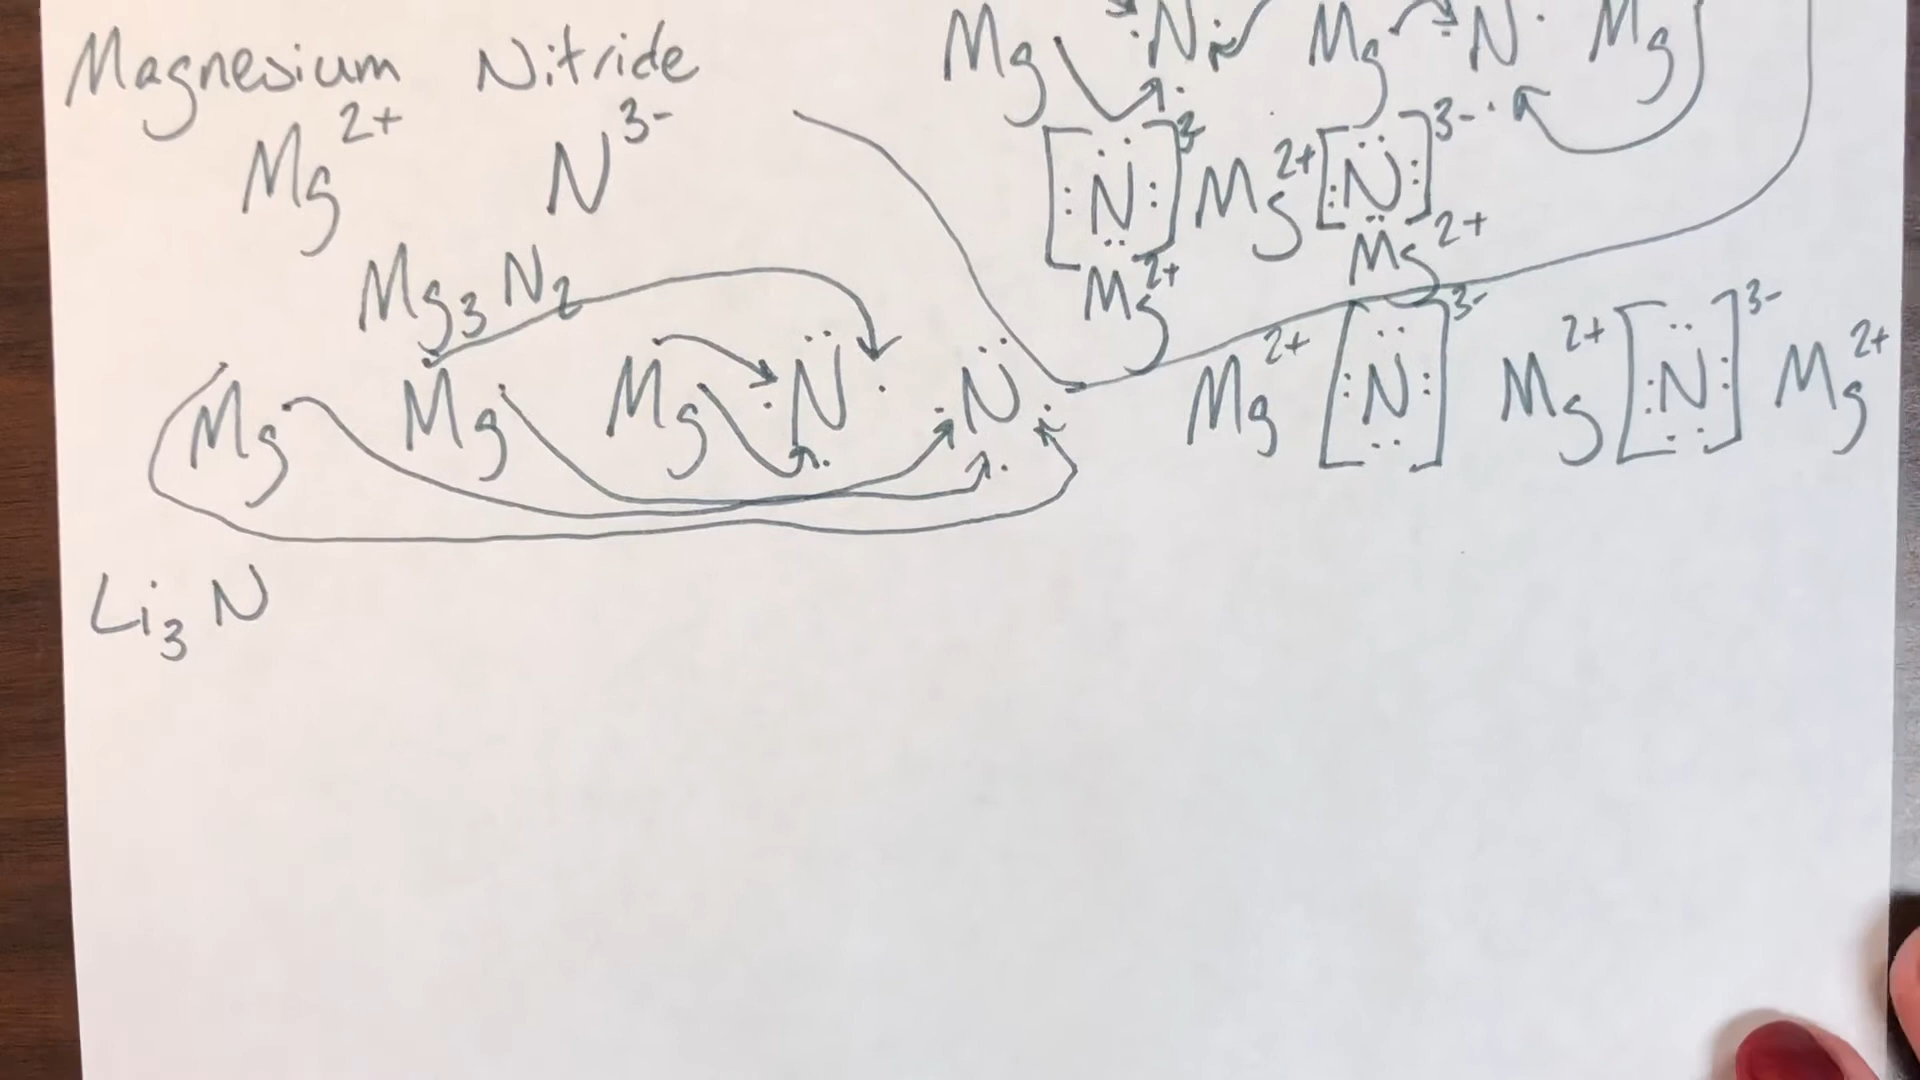 Magnesium Nitride
Mg²⁺ N³⁻
Mg₃N₂
Mg Mg Mg N N
Li₃N
Mg N Mg N Mg
[N]³⁻ Mg²⁺ [N]³⁻
Mg²⁺ Mg²⁺
Mg²⁺ [N]³⁻ Mg²⁺ [N]³⁻ Mg²⁺